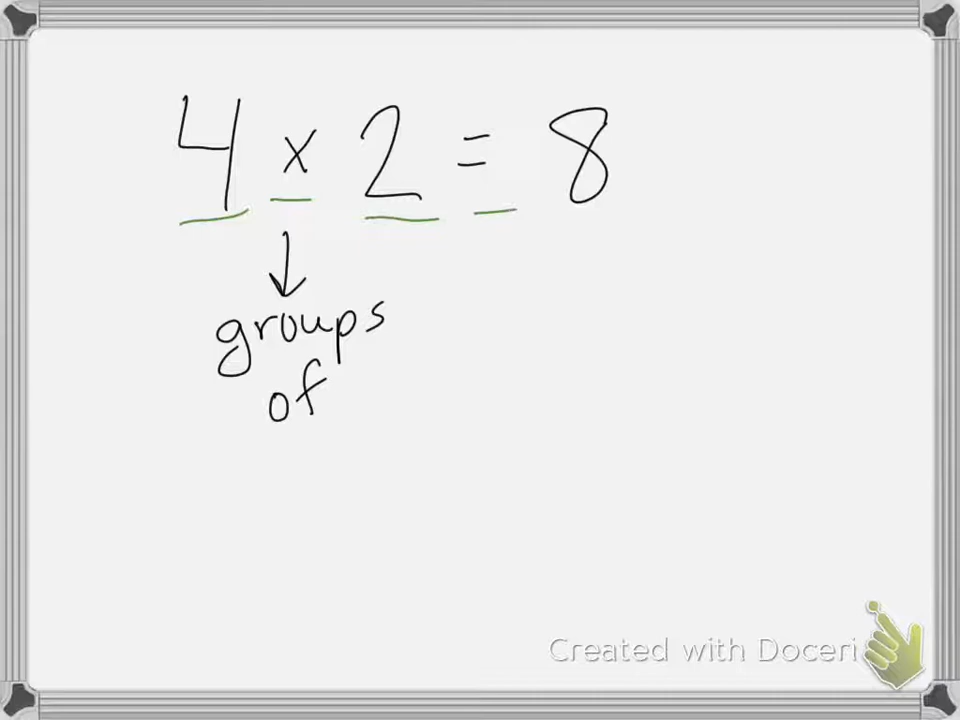 4 x 2 = 8
groups
of
Created with Doceri